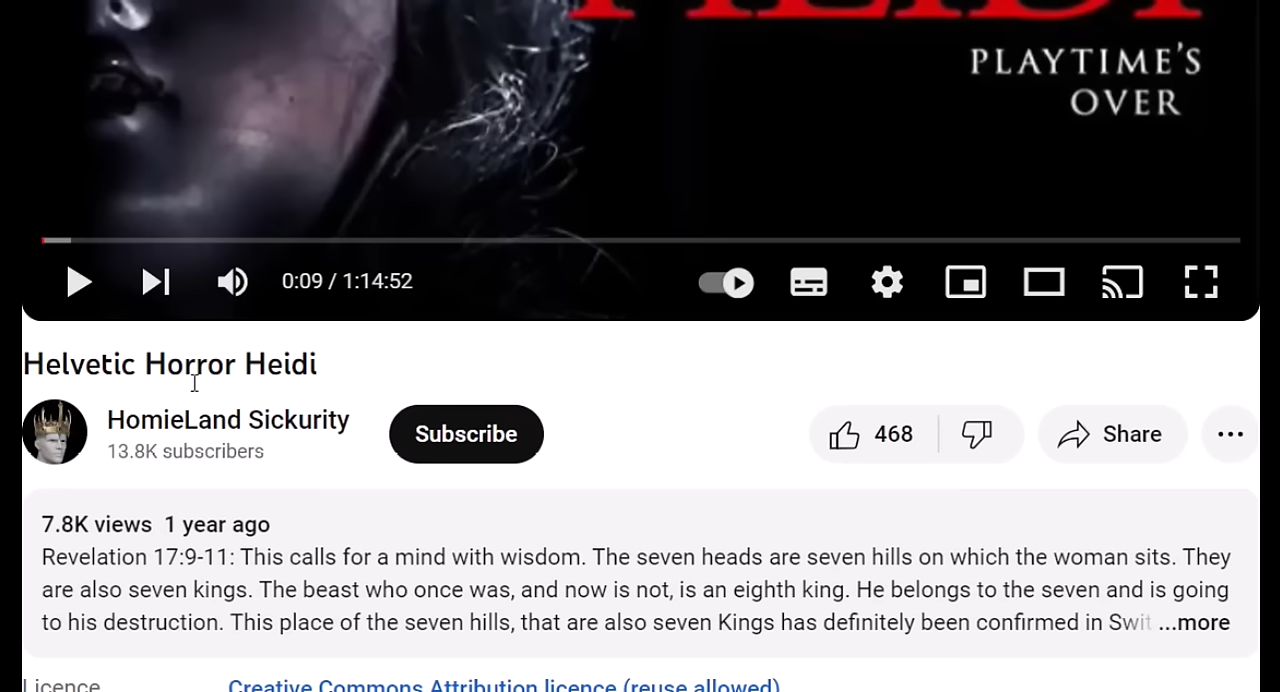 HEIDI
PLAYTIME'S
OVER
0:09 / 1:14:52
Helvetic Horror Heidi
HomieLand Sickurity
13.8K subscribers
Subscribe
468
Share
7.8K views 1 year ago
Revelation 17:9-11: This calls for a mind with wisdom. The seven heads are seven hills on which the woman sits. They
are also seven kings. The beast who once was, and now is not, is an eighth king. He belongs to the seven and is going
to his destruction. This place of the seven hills, that are also seven Kings has definitely been confirmed in Swit ...more
Licence
Creative Commons Attribution licence (reuse allowed)